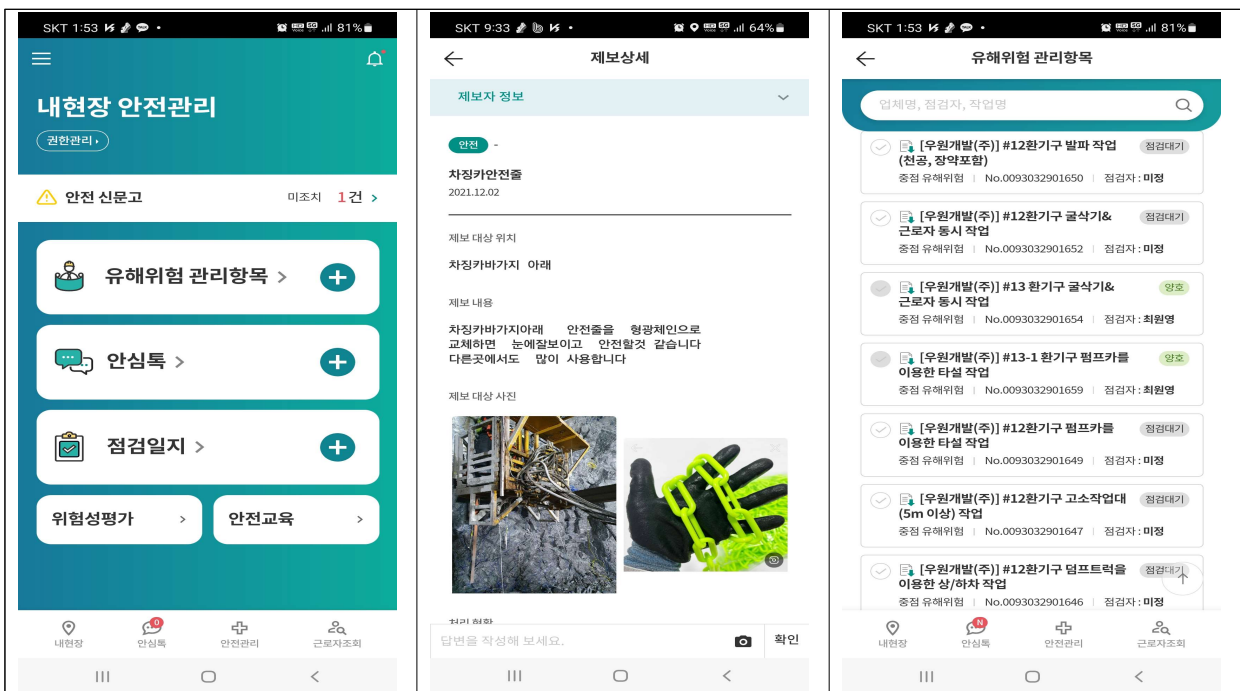 SKT 1:53
81%
내현장 안전관리
권한관리
안전 신문고 미조치 1건 >
유해위험 관리항목 >
안심톡 >
점검일지 >
위험성평가 >
안전교육 >
0
내현장 안심톡 안전관리 근로자조회
SKT 9:33
64%
제보상세
제보자 정보
안전 -
차징카안전줄
2021.12.02
제보 대상 위치
차징카바가지 아래
제보 내용
차징카바가지아래 안전줄을 형광체인으로
교체하면 눈에잘보이고 안전할것 같습니다
다른곳에서도 많이 사용합니다
제보 대상 사진
처리 현황
답변을 작성해 보세요. 확인
SKT 1:53
81%
유해위험 관리항목
업체명, 점검자, 작업명
[우원개발(주)] #12환기구 발파 작업 점검대기
(천공, 장약포함)
중점 유해위험 | No.0093032901650 | 점검자 : 미정
[우원개발(주)] #12환기구 굴삭기& 점검대기
근로자 동시 작업
중점 유해위험 | No.0093032901652 | 점검자 : 미정
[우원개발(주)] #13 환기구 굴삭기& 양호
근로자 동시 작업
중점 유해위험 | No.0093032901654 | 점검자 : 최원영
[우원개발(주)] #13-1 환기구 펌프카를 양호
이용한 타설 작업
중점 유해위험 | No.0093032901659 | 점검자 : 최원영
[우원개발(주)] #12환기구 펌프카를 점검대기
이용한 타설 작업
중점 유해위험 | No.0093032901649 | 점검자 : 미정
[우원개발(주)] #12환기구 고소작업대 점검대기
(5m 이상) 작업
중점 유해위험 | No.0093032901647 | 점검자 : 미정
[우원개발(주)] #12환기구 덤프트럭을 점검대기
이용한 상/하차 작업
중점 유해위험 | No.0093032901646 | 점검자 : 미정
N
내현장 안심톡 안전관리 근로자조회